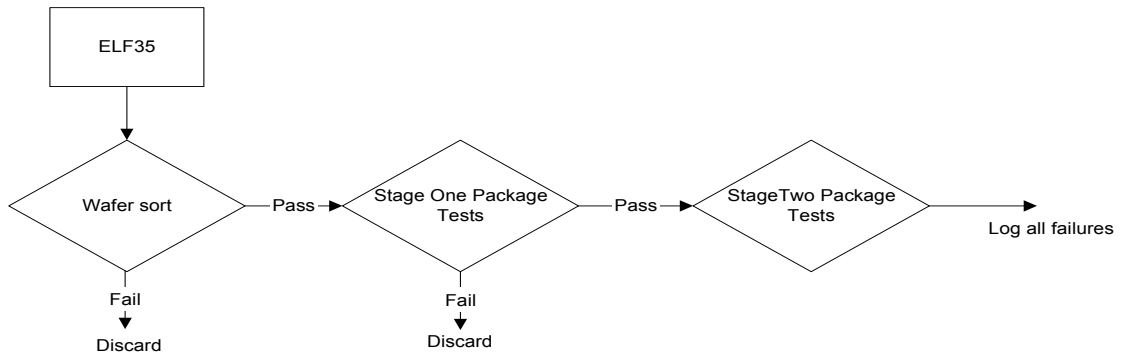 ELF35
Wafer sort
Pass
Stage One Package
Tests
Pass
StageTwo Package
Tests
Log all failures
Fail
Discard
Fail
Discard